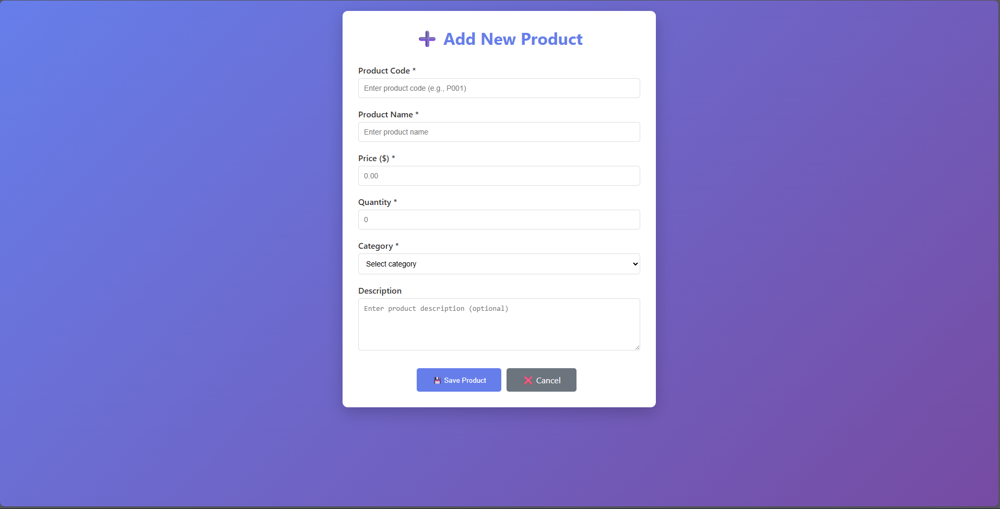 ➕ Add New Product
Product Code *
Enter product code (e.g., P001)
Product Name *
Enter product name
Price ($) *
0.00
Quantity *
0
Category *
Select category
Description
Enter product description (optional)
💾 Save Product
❌ Cancel